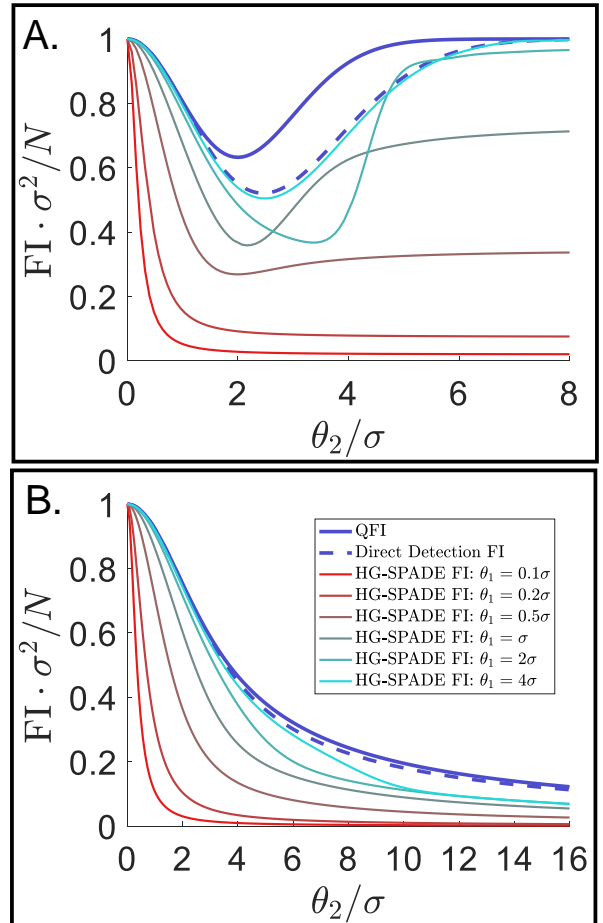 A.
FI · σ²/N
1
0.8
0.6
0.4
0.2
0
0 2 4 6 8
θ₂/σ
B.
FI · σ²/N
1
0.8
0.6
0.4
0.2
0
QFI
Direct Detection FI
HG-SPADE FI: θ₁ = 0.1σ
HG-SPADE FI: θ₁ = 0.2σ
HG-SPADE FI: θ₁ = 0.5σ
HG-SPADE FI: θ₁ = σ
HG-SPADE FI: θ₁ = 2σ
HG-SPADE FI: θ₁ = 4σ
0 2 4 6 8 10 12 14 16
θ₂/σ